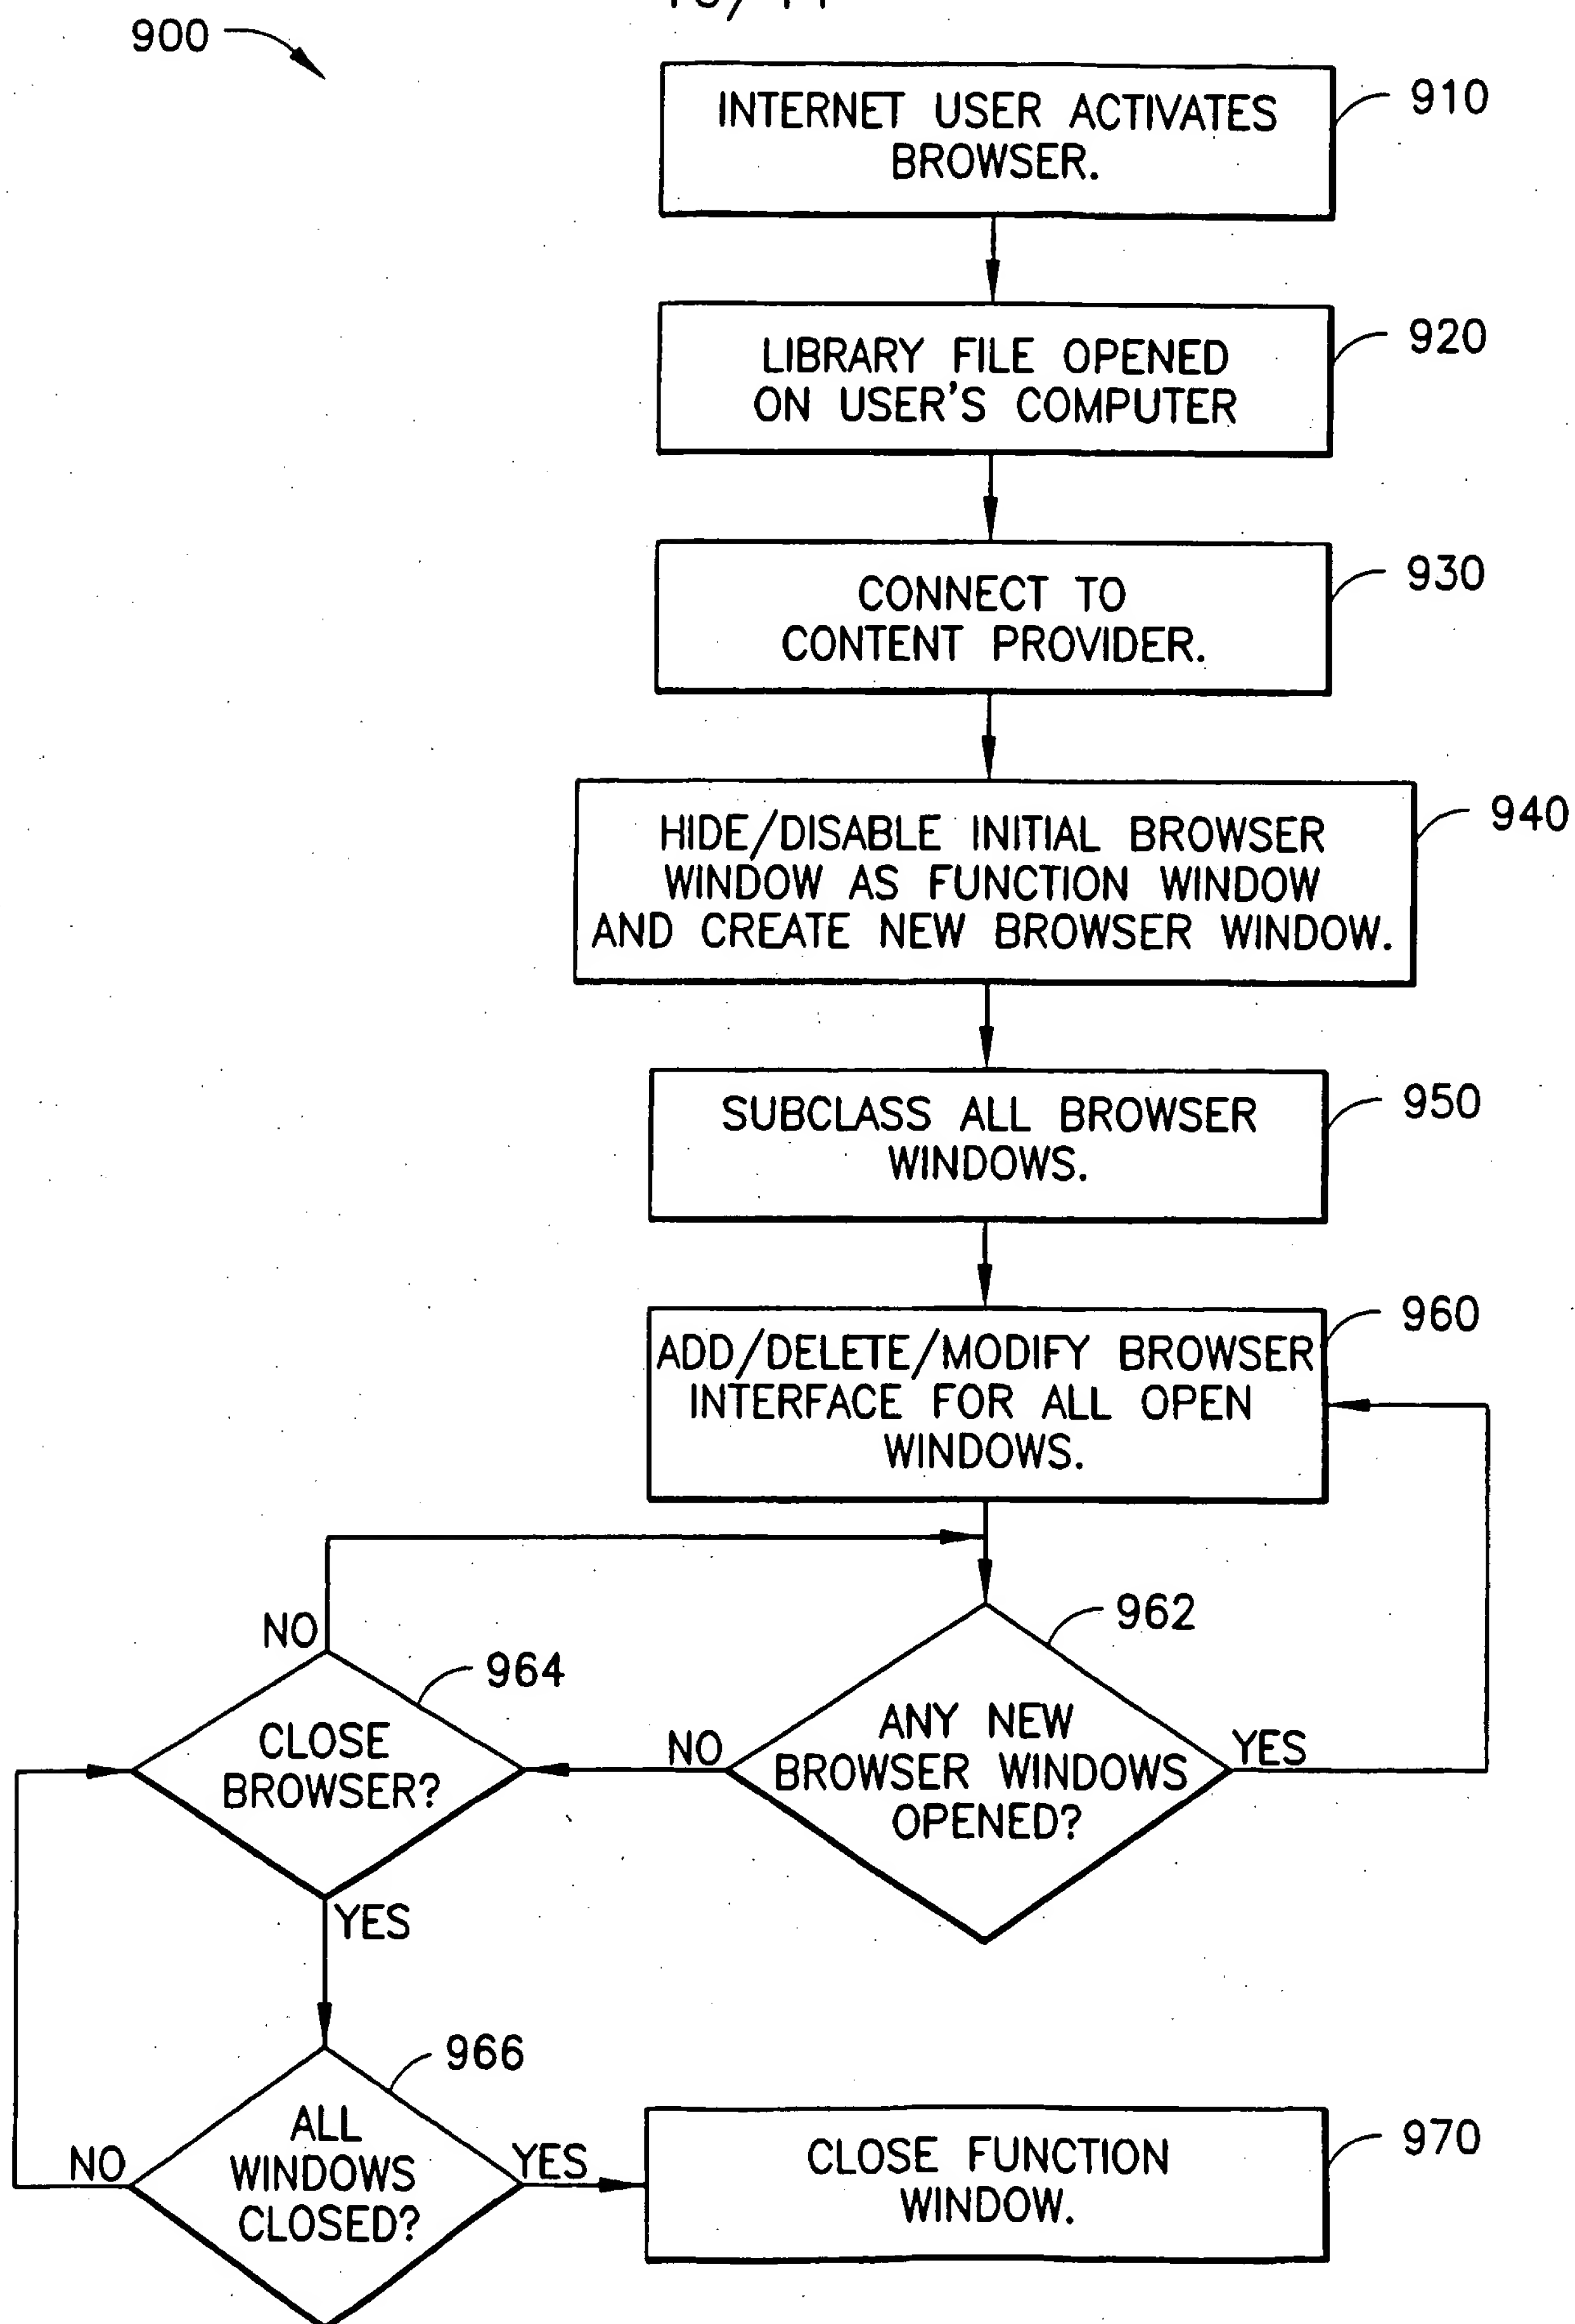 900
INTERNET USER ACTIVATES
BROWSER.
910
LIBRARY FILE OPENED
ON USER'S COMPUTER
920
CONNECT TO
CONTENT PROVIDER.
930
HIDE/DISABLE INITIAL BROWSER
WINDOW AS FUNCTION WINDOW
AND CREATE NEW BROWSER WINDOW.
940
SUBCLASS ALL BROWSER
WINDOWS.
950
ADD/DELETE/MODIFY BROWSER
INTERFACE FOR ALL OPEN
WINDOWS.
960
962
ANY NEW
BROWSER WINDOWS
OPENED?
YES
NO
964
CLOSE
BROWSER?
NO
YES
966
ALL
WINDOWS
CLOSED?
NO
YES
CLOSE FUNCTION
WINDOW.
970